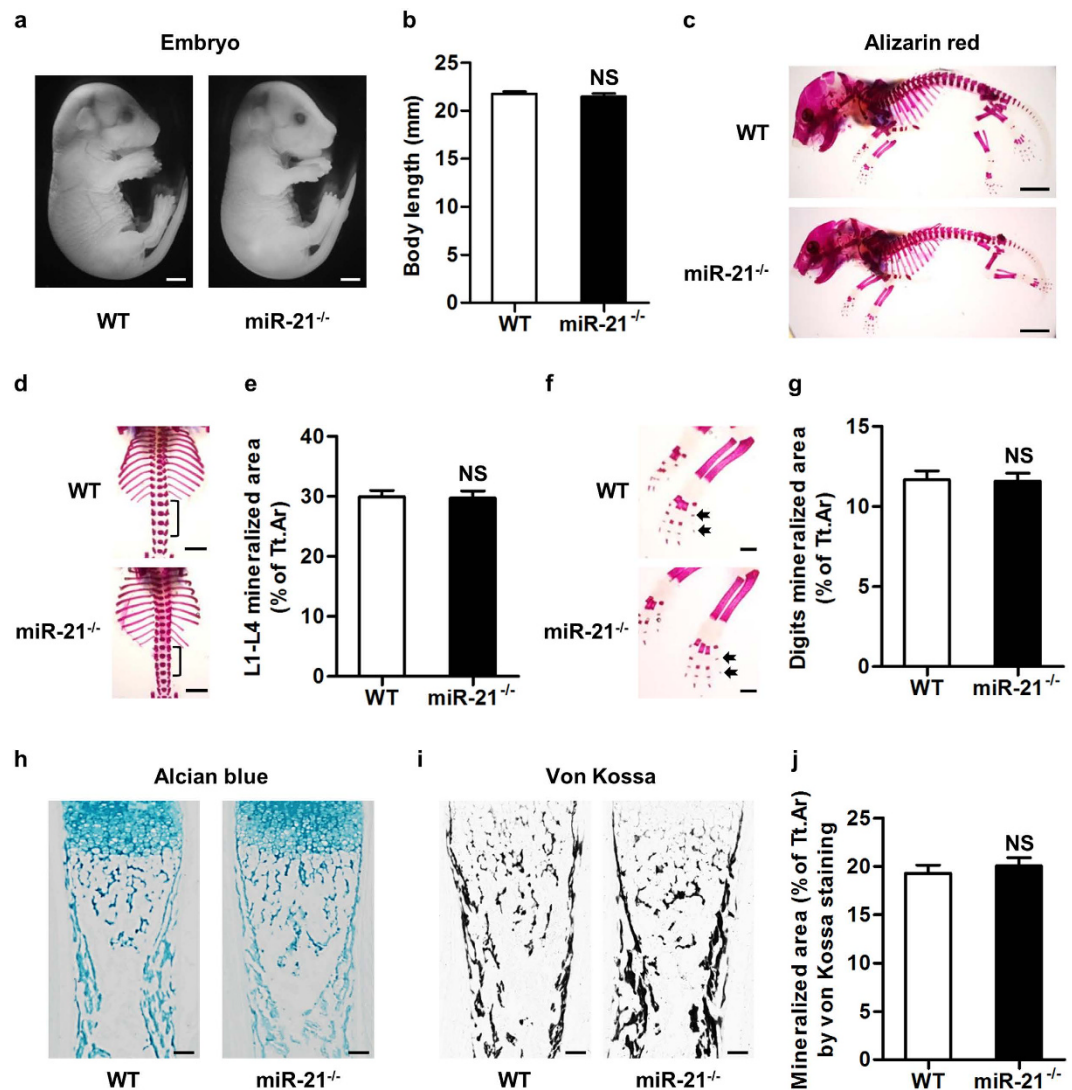 a
Embryo
WT
miR-21-/-
b
Body length (mm)
25
20
15
10
5
0
NS
WT
miR-21-/-
c
Alizarin red
WT
miR-21-/-
d
WT
miR-21-/-
e
L1-L4 mineralized area
(% of Tt.Ar)
40
30
20
10
0
NS
WT
miR-21-/-
f
WT
miR-21-/-
g
Digits mineralized area
(% of Tt.Ar)
15
10
5
0
NS
WT
miR-21-/-
h
Alcian blue
WT
miR-21-/-
i
Von Kossa
WT
miR-21-/-
j
Mineralized area (% of Tt.Ar)
by von Kossa staining
25
20
15
10
5
0
NS
WT
miR-21-/-